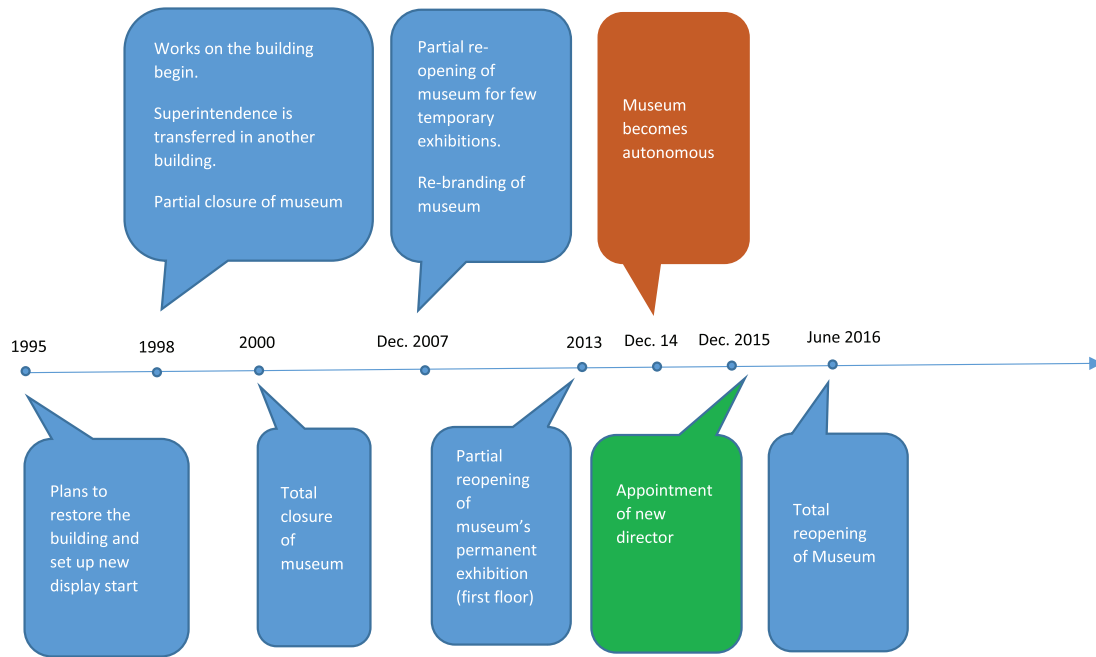 Works on the building
begin.
Superintendence is
transferred in another
building.
Partial closure of museum
Partial re-
opening of
museum for few
temporary
exhibitions.
Re-branding of
museum
Museum
becomes
autonomous
1995
1998
2000
Dec. 2007
2013
Dec. 14
Dec. 2015
June 2016
Plans to
restore the
building and
set up new
display start
Total
closure
of
museum
Partial
reopening
of
museum’s
permanent
exhibition
(first floor)
Appointment
of new
director
Total
reopening
of Museum